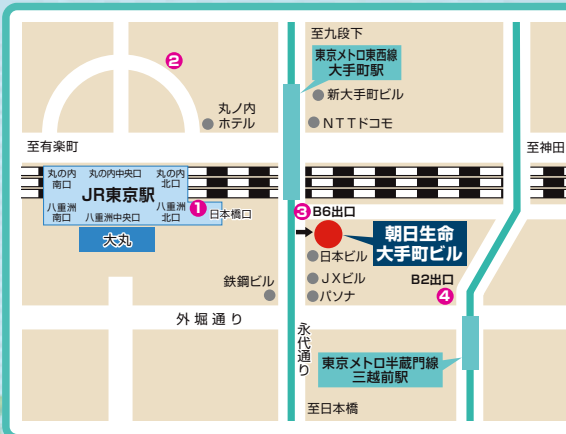 至九段下
東京メトロ東西線
大手町駅
❷
丸ノ内
ホテル
新大手町ビル
NTTドコモ
至有楽町
至神田
丸の内
南口
丸の内中央口
丸の内
北口
JR東京駅
八重洲
南口
八重洲中央口
八重洲
北口
❶
日本橋口
大丸
❸
B6出口
朝日生命
大手町ビル
日本ビル
JXビル
パソナ
B2出口
❹
鉄鋼ビル
外堀通り
永代通り
東京メトロ半蔵門線
三越前駅
至日本橋